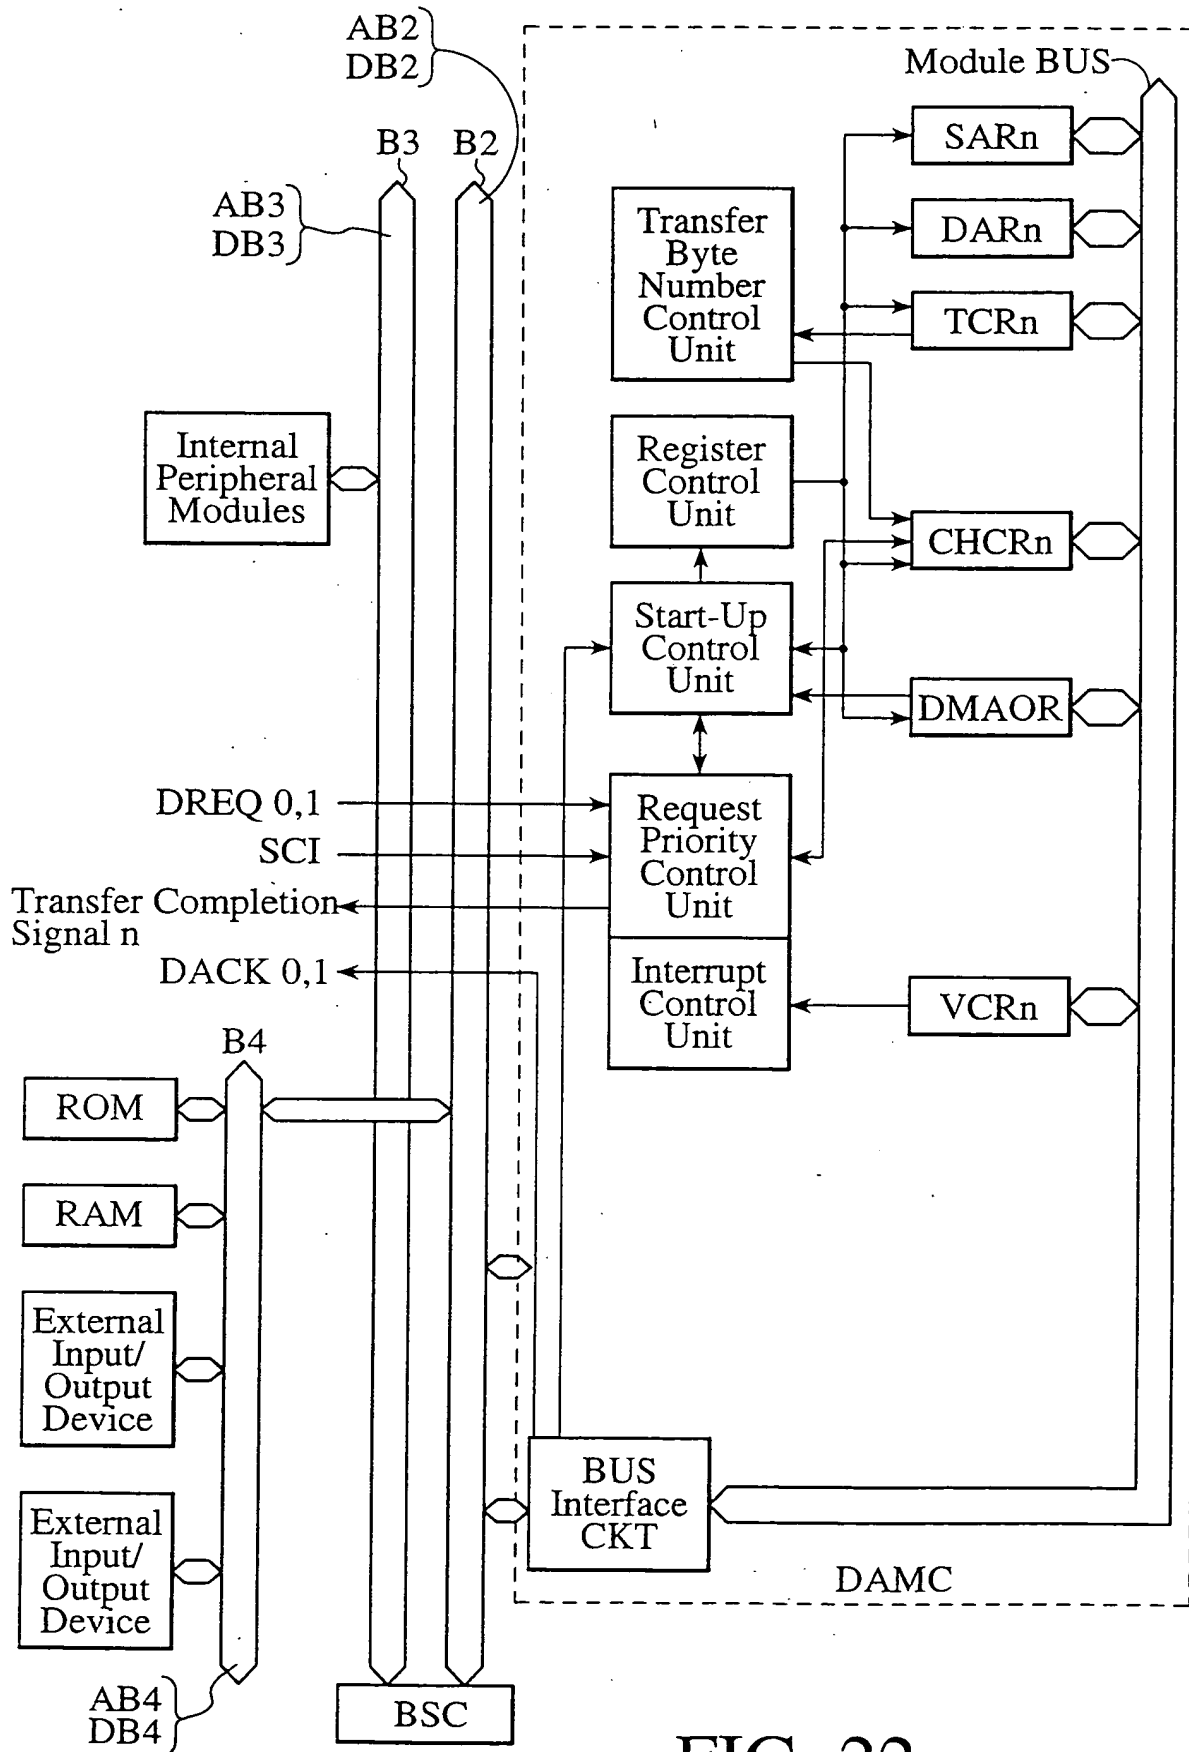 AB2
DB2
Module BUS
B3
B2
SARn
AB3
DB3
Transfer
Byte
Number
Control
Unit
DARn
TCRn
Internal
Peripheral
Modules
Register
Control
Unit
CHCRn
Start-Up
Control
Unit
DMAOR
DREQ 0,1
SCI
Transfer Completion
Signal n
DACK 0,1
Request
Priority
Control
Unit
Interrupt
Control
Unit
VCRn
B4
ROM
RAM
External
Input/
Output
Device
External
Input/
Output
Device
BUS
Interface
CKT
DAMC
AB4
DB4
BSC
FIG. 22